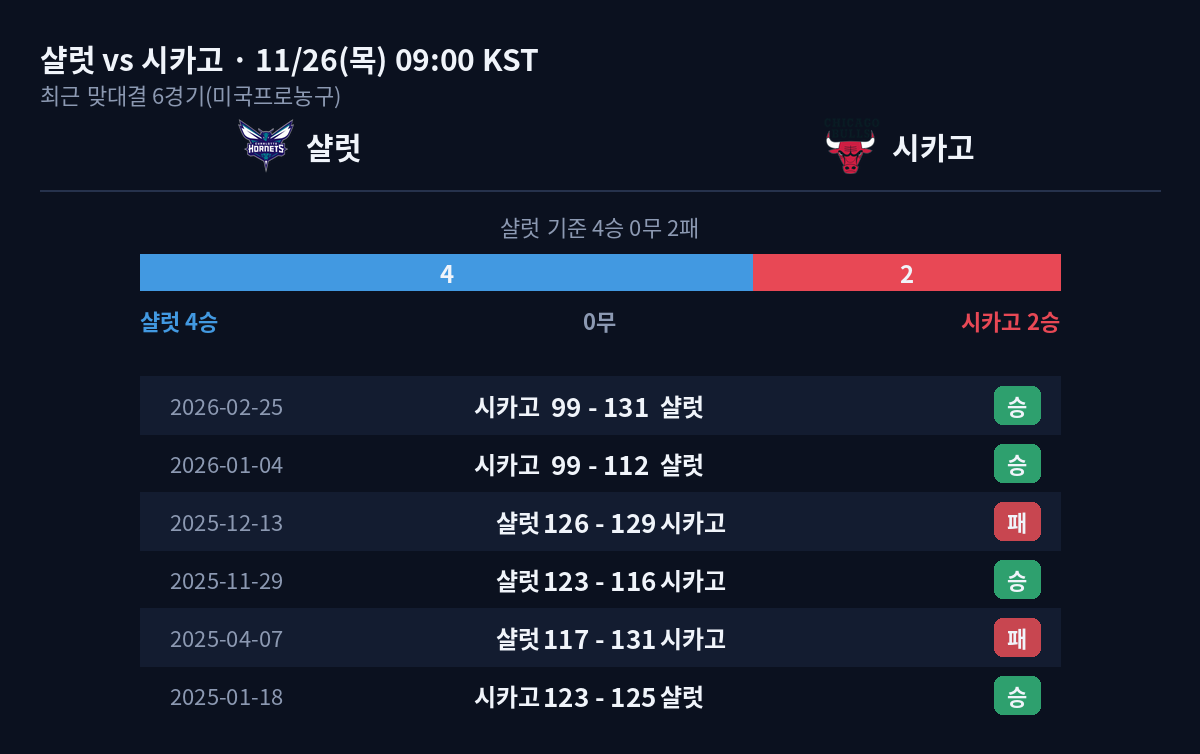 샬럿 vs 시카고 · 11/26(목) 09:00 KST
최근 맞대결 6경기(미국프로농구)
CHARLOTTE
HORNETS
샬럿
CHICAGO
BULLS
시카고
샬럿 기준 4승 0무 2패
4
2
샬럿 4승
0무
시카고 2승
2026-02-25 시카고 99 - 131 샬럿 승
2026-01-04 시카고 99 - 112 샬럿 승
2025-12-13 샬럿 126 - 129 시카고 패
2025-11-29 샬럿 123 - 116 시카고 승
2025-04-07 샬럿 117 - 131 시카고 패
2025-01-18 시카고 123 - 125 샬럿 승